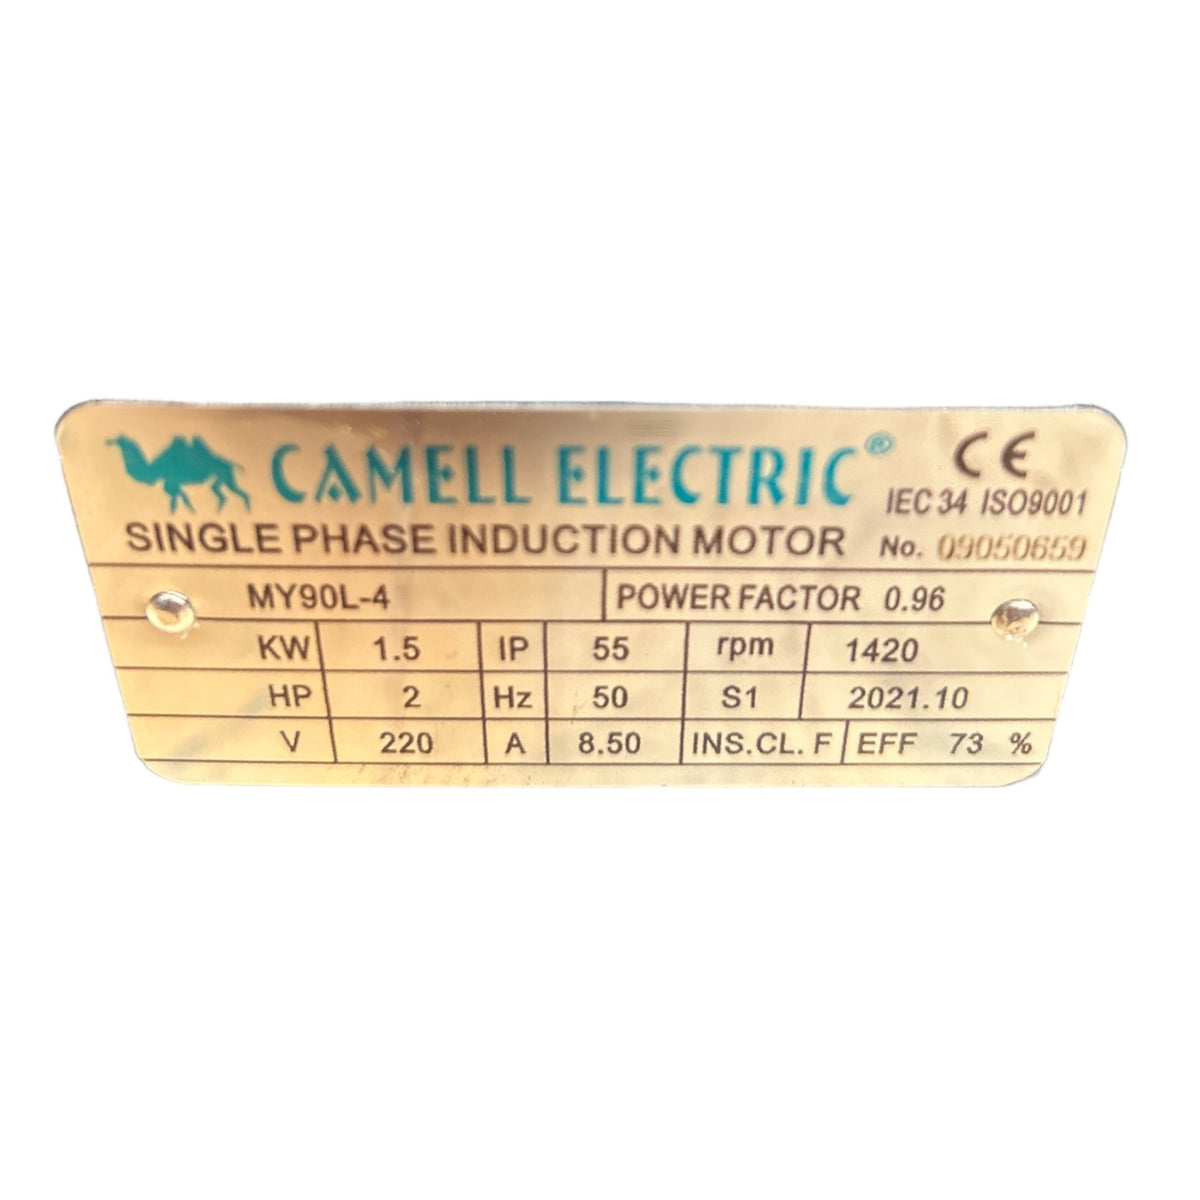 CAMELL ELECTRIC® CE
IEC 34 ISO9001
SINGLE PHASE INDUCTION MOTOR No. 09050659
MY90L-4 POWER FACTOR 0.96
KW 1.5 IP 55 rpm 1420
HP 2 Hz 50 S1 2021.10
V 220 A 8.50 INS.CL. F EFF 73 %